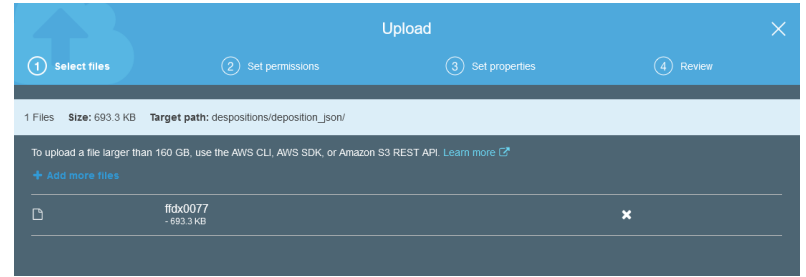 Upload
1 Select files 2 Set permissions 3 Set properties 4 Review
1 Files Size: 693.3 KB Target path: despositions/deposition_json/
To upload a file larger than 160 GB, use the AWS CLI, AWS SDK, or Amazon S3 REST API. Learn more
+ Add more files
ffdx0077
- 693.3 KB